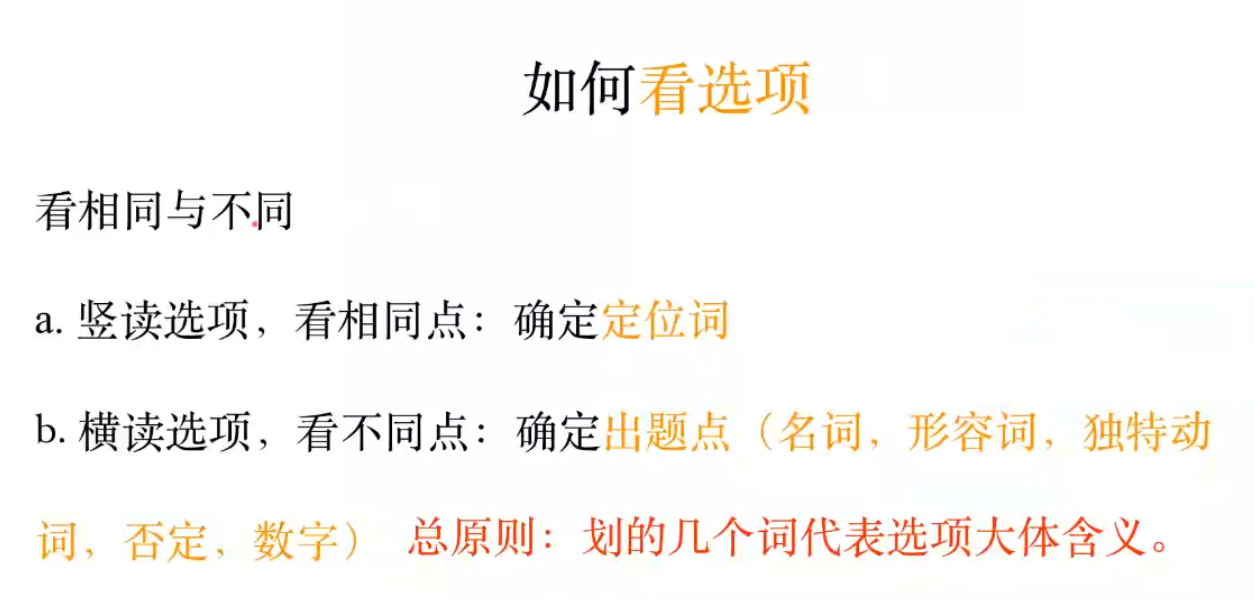 如何看选项
看相同与不同
a. 竖读选项，看相同点：确定定位词
b. 横读选项，看不同点：确定出题点（名词，形容词，独特动
词，否定，数字） 总原则：划的几个词代表选项大体含义。